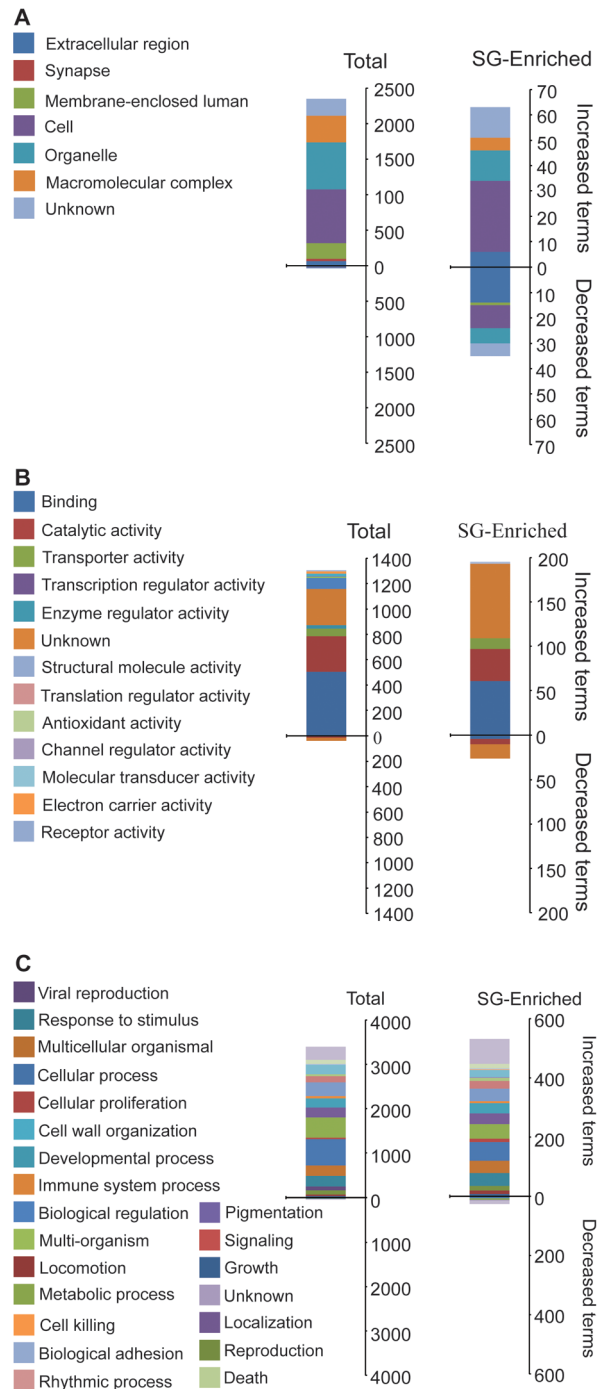 A
Extracellular region
Synapse
Membrane-enclosed luman
Cell
Organelle
Macromolecular complex
Unknown
Total
2500
2000
1500
100
500
0
500
1000
1500
2000
2500
SG-Enriched
70
60
50
40
30
20
10
0
10
20
30
40
50
60
70
Increased terms
Decreased terms
B
Binding
Catalytic activity
Transporter activity
Transcription regulator activity
Enzyme regulator activity
Unknown
Structural molecule activity
Translation regulator activity
Antioxidant activity
Channel regulator activity
Molecular transducer activity
Electron carrier activity
Receptor activity
Total
1400
1200
1000
800
600
400
200
0
200
400
600
800
1000
1200
1400
SG-Enriched
200
150
100
50
0
50
100
150
200
Increased terms
Decreased terms
C
Viral reproduction
Response to stimulus
Multicellular organismal
Cellular process
Cellular proliferation
Cell wall organization
Developmental process
Immune system process
Biological regulation
Multi-organism
Locomotion
Metabolic process
Cell killing
Biological adhesion
Rhythmic process
Pigmentation
Signaling
Growth
Unknown
Localization
Reproduction
Death
Total
4000
3000
2000
1000
0
1000
2000
3000
4000
SG-Enriched
600
400
200
0
200
400
600
Increased terms
Decreased terms